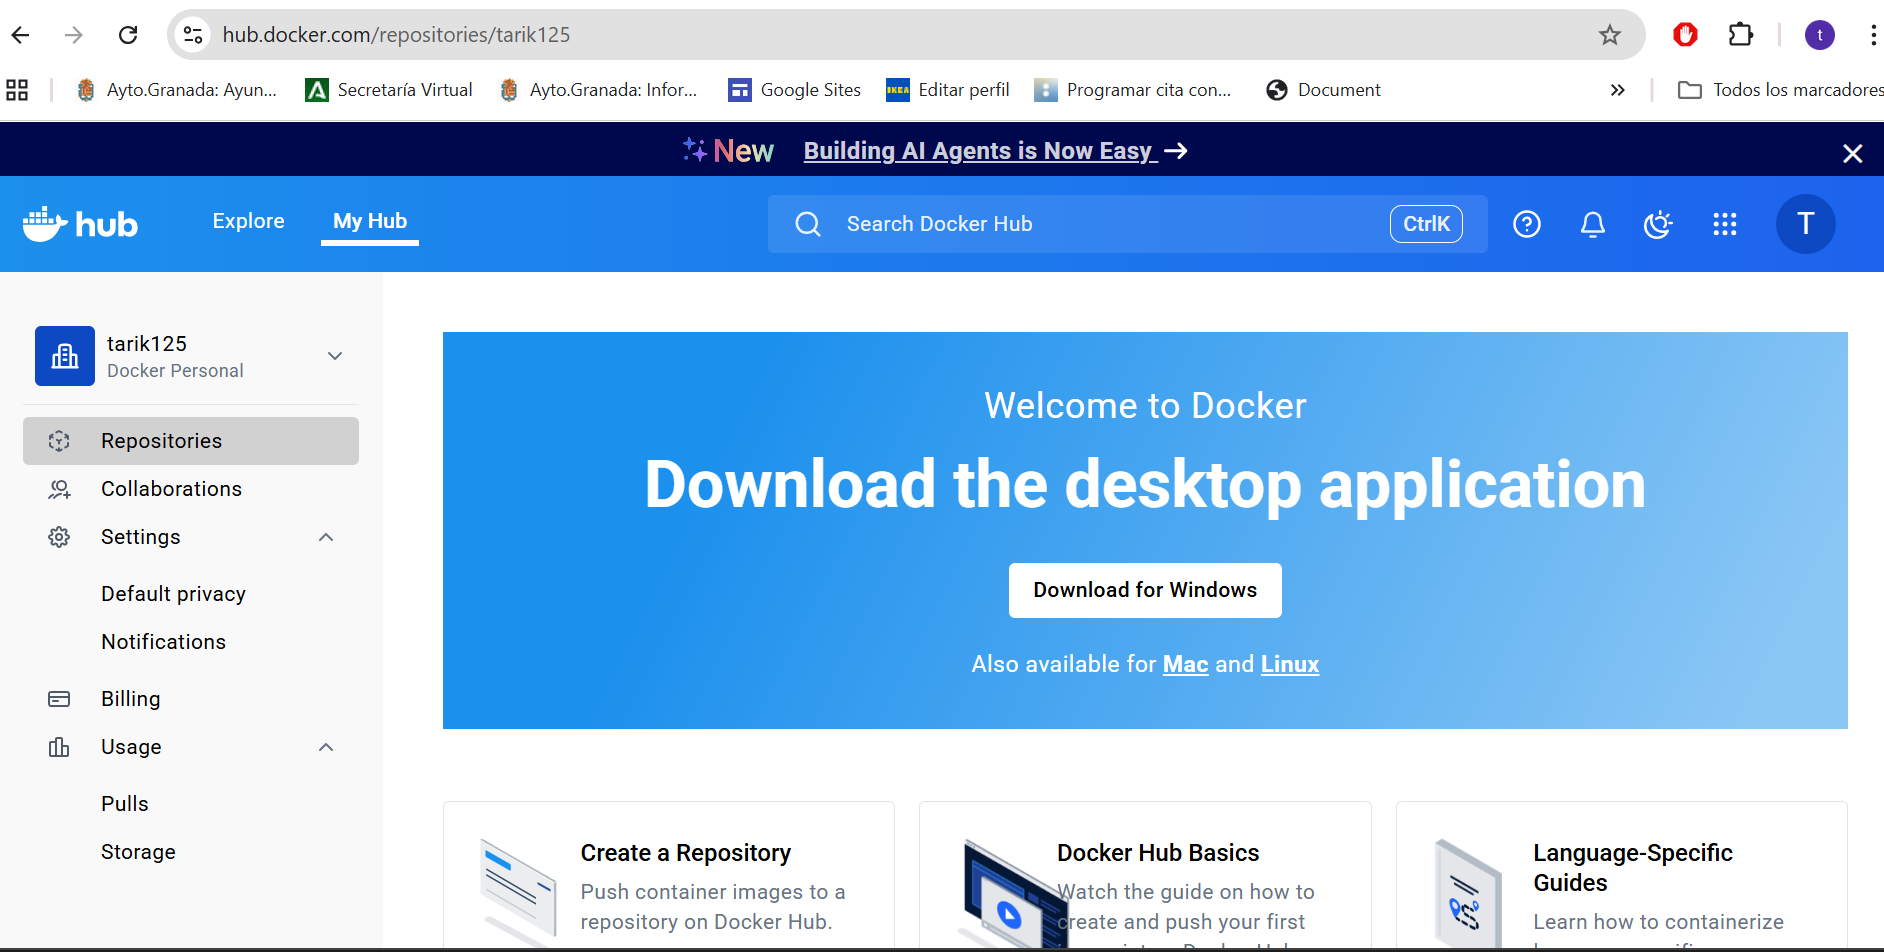 hub.docker.com/repositories/tarik125
t
Ayto.Granada: Ayun...
Secretaría Virtual
Ayto.Granada: Infor...
Google Sites
IKEA
Editar perfil
Programar cita con...
Document
Todos los marcadores
New
Building AI Agents is Now Easy
hub
Explore
My Hub
Search Docker Hub
CtrlK
T
tarik125
Docker Personal
Repositories
Collaborations
Settings
Default privacy
Notifications
Billing
Usage
Pulls
Storage
Welcome to Docker
Download the desktop application
Download for Windows
Also available for Mac and Linux
Create a Repository
Push container images to a
repository on Docker Hub.
Docker Hub Basics
Watch the guide on how to
create and push your first
Language-Specific
Guides
Learn how to containerize